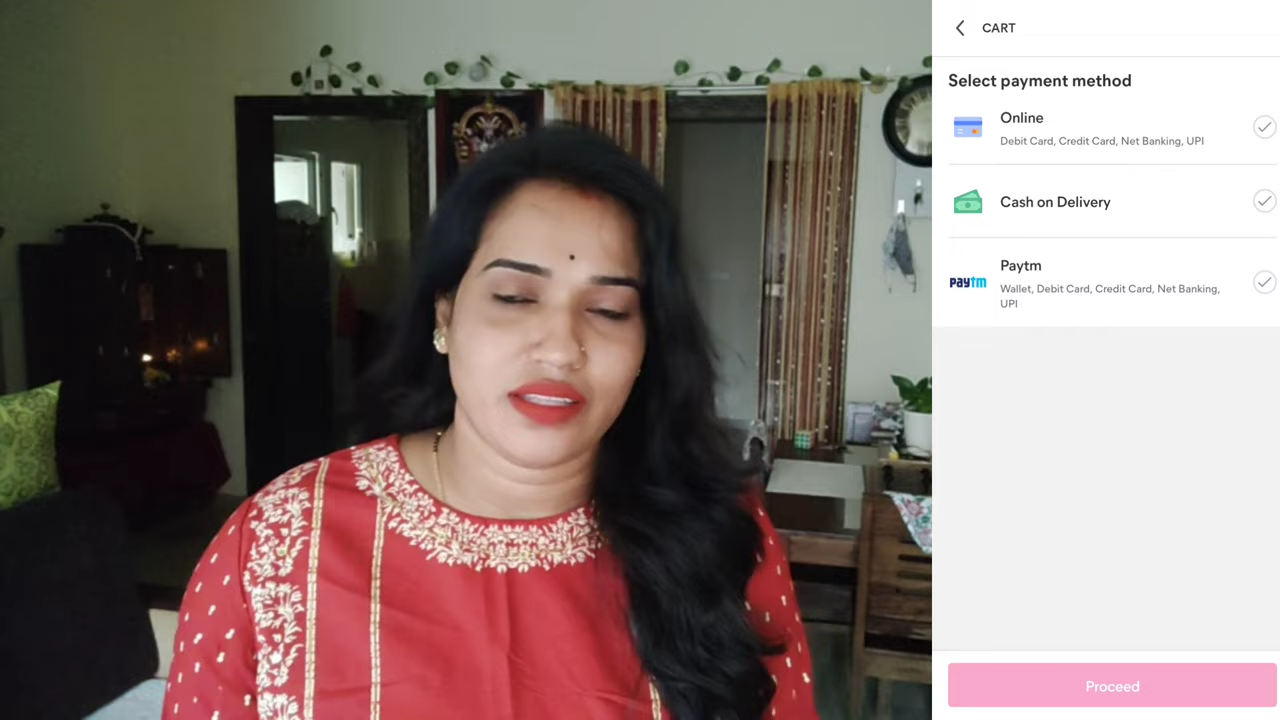 CART
Select payment method
Online
Debit Card, Credit Card, Net Banking, UPI
Cash on Delivery
paytm
Paytm
Wallet, Debit Card, Credit Card, Net Banking,
UPI
Proceed